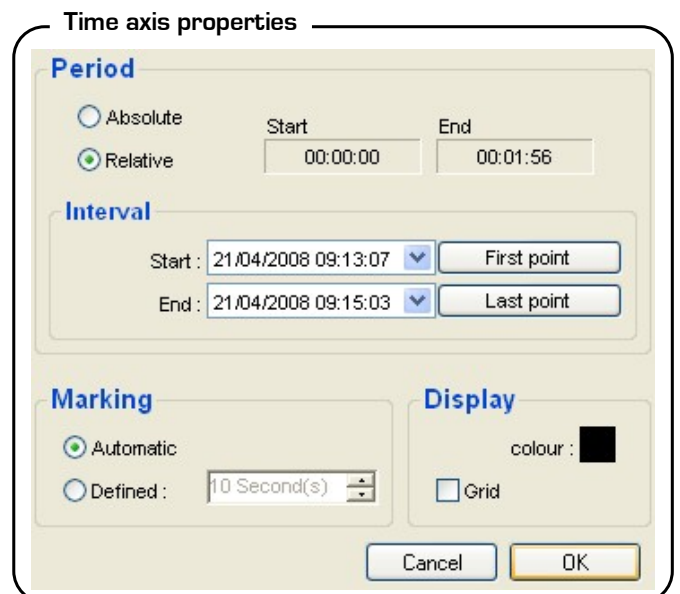 Time axis properties
Period
Absolute
Start
End
Relative
00:00:00
00:01:56
Interval
Start : 21/04/2008 09:13:07 First point
End : 21/04/2008 09:15:03 Last point
Marking
Automatic
Defined : 10 Second(s)
Display
colour :
Grid
Cancel
OK